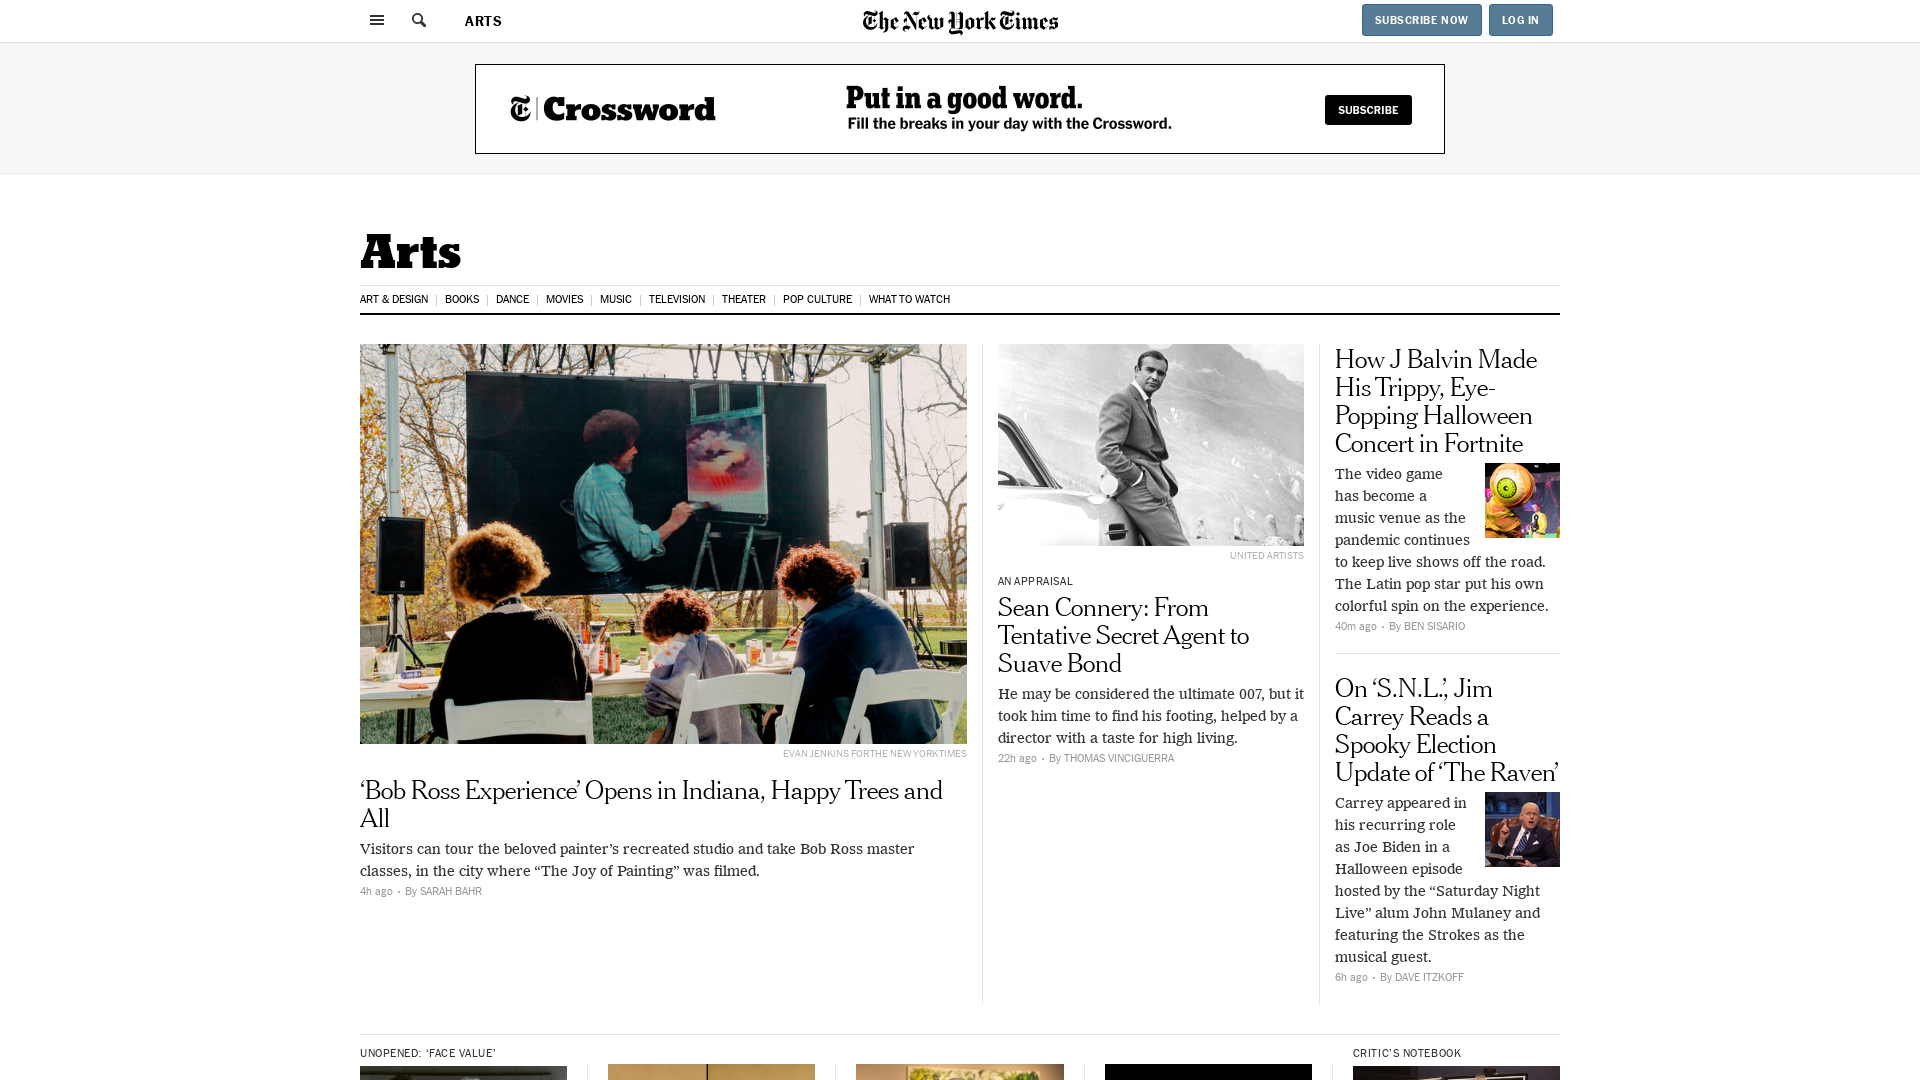 ARTS
The New York Times
SUBSCRIBE NOW
LOG IN
T Crossword
Put in a good word.
Fill the breaks in your day with the Crossword.
SUBSCRIBE
Arts
ART & DESIGN
BOOKS
DANCE
MOVIES
MUSIC
TELEVISION
THEATER
POP CULTURE
WHAT TO WATCH
EVAN JENKINS FOR THE NEW YORK TIMES
‘Bob Ross Experience’ Opens in Indiana, Happy Trees and
All
Visitors can tour the beloved painter’s recreated studio and take Bob Ross master
classes, in the city where “The Joy of Painting” was filmed.
4h ago • By SARAH BAHR
UNITED ARTISTS
AN APPRAISAL
Sean Connery: From
Tentative Secret Agent to
Suave Bond
He may be considered the ultimate 007, but it
took him time to find his footing, helped by a
director with a taste for high living.
22h ago • By THOMAS VINCIGUERRA
How J Balvin Made
His Trippy, Eye-
Popping Halloween
Concert in Fortnite
The video game
has become a
music venue as the
pandemic continues
to keep live shows off the road.
The Latin pop star put his own
colorful spin on the experience.
40m ago • By BEN SISARIO
On ‘S.N.L.’, Jim
Carrey Reads a
Spooky Election
Update of ‘The Raven’
Carrey appeared in
his recurring role
as Joe Biden in a
Halloween episode
hosted by the “Saturday Night
Live” alum John Mulaney and
featuring the Strokes as the
musical guest.
6h ago • By DAVE ITZKOFF
UNOPENED: ‘FACE VALUE’
CRITIC’S NOTEBOOK